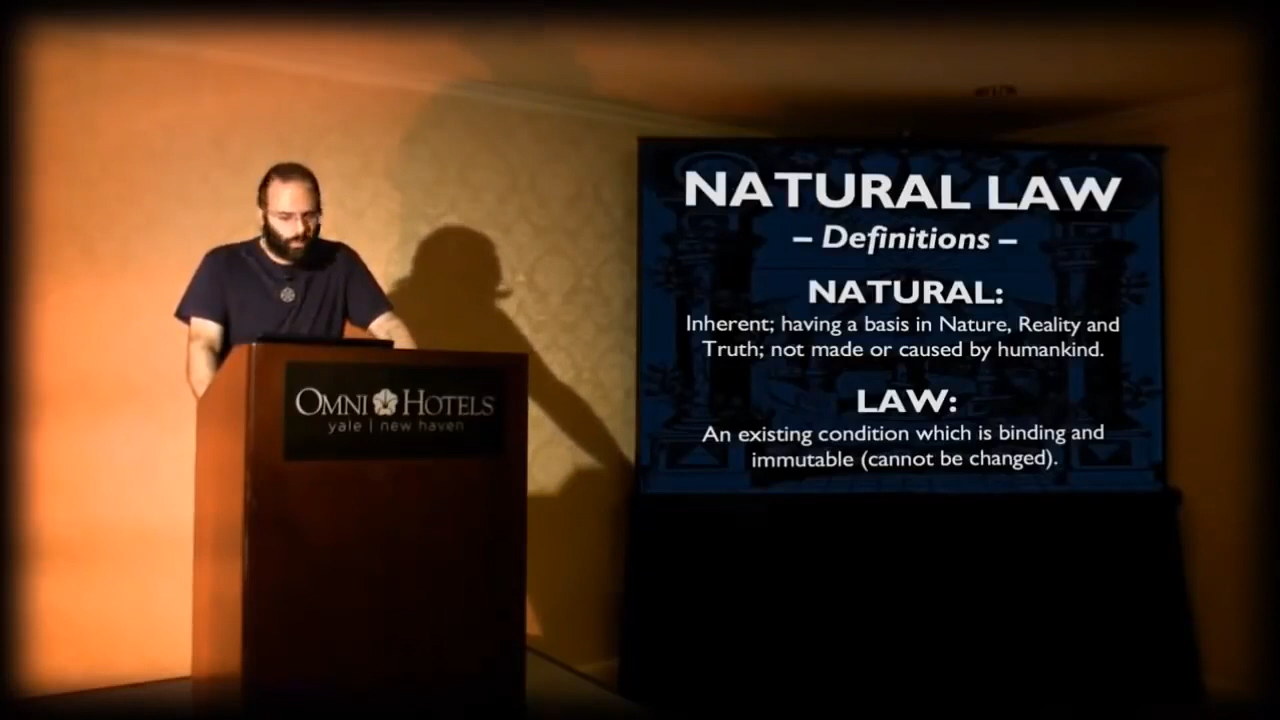 OMNI HOTELS
yale | new haven
NATURAL LAW
– Definitions –
NATURAL:
Inherent; having a basis in Nature, Reality and
Truth; not made or caused by humankind.
LAW:
An existing condition which is binding and
immutable (cannot be changed).